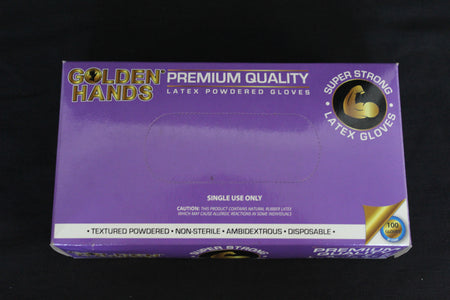 GOLDEN HANDS
PREMIUM QUALITY
LATEX POWDERED GLOVES
• SUPER STRONG •
LATEX GLOVES
SINGLE USE ONLY
CAUTION: THIS PRODUCT CONTAINS NATURAL RUBBER LATEX
WHICH MAY CAUSE ALLERGIC REACTIONS IN SOME INDIVIDUALS
• TEXTURED POWDERED • NON-STERILE • AMBIDEXTROUS • DISPOSABLE •
100
GLOVES
SUPER STRONG
PREMIUM
QUALITY